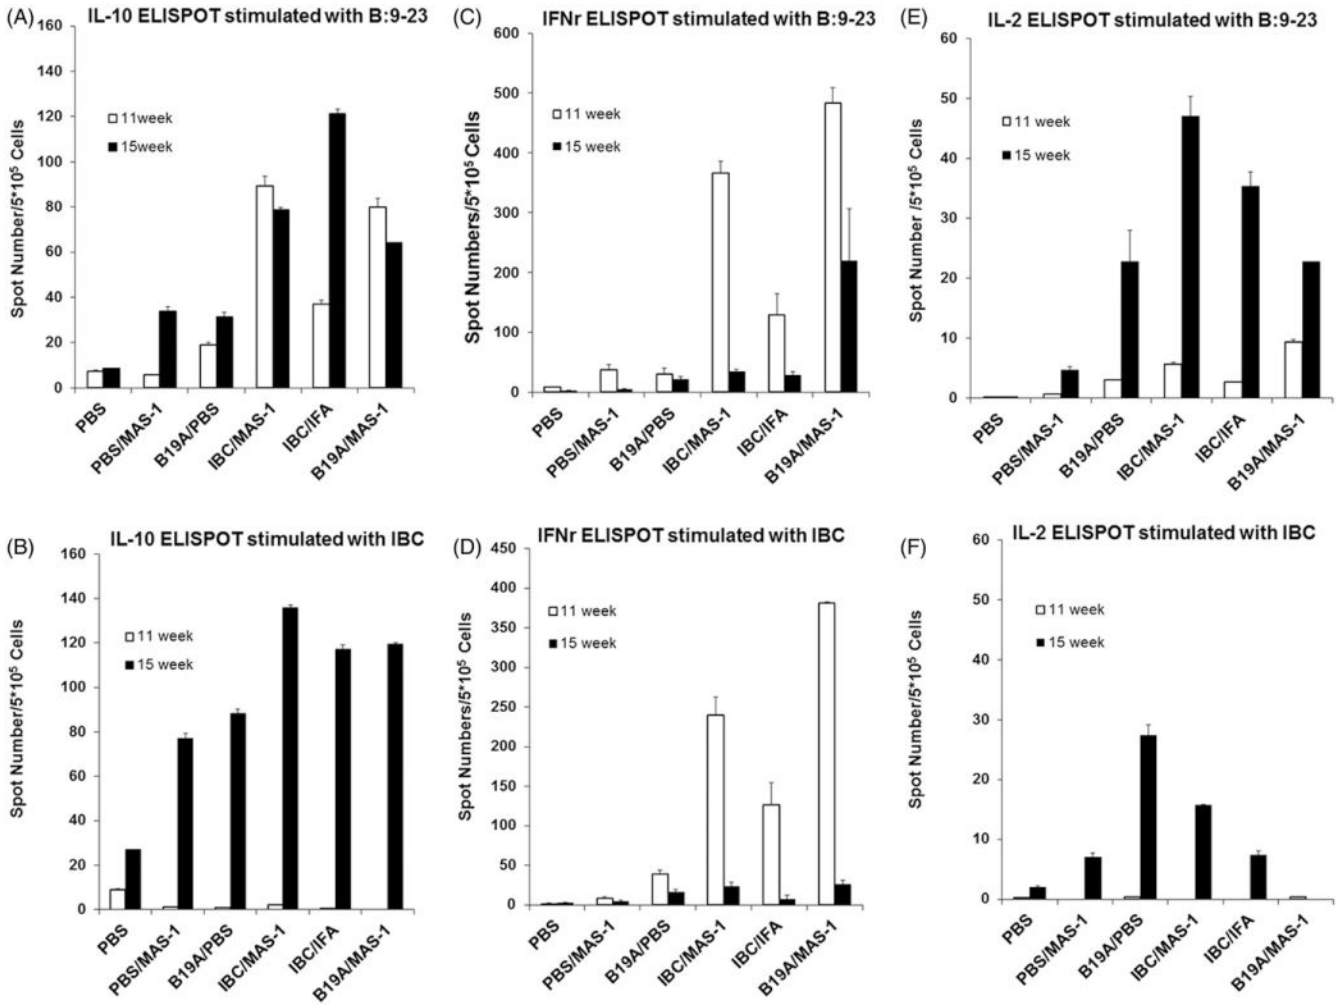 (A)
IL-10 ELISPOT stimulated with B:9-23
Spot Number/5*10⁵ Cells
160
140
120
100
80
60
40
20
0
11week
15week
PBS
PBS/MAS-1
B19A/PBS
IBC/MAS-1
IBC/IFA
B19A/MAS-1
(C)
IFNr ELISPOT stimulated with B:9-23
Spot Numbers/5*10⁵ Cells
600
500
400
300
200
100
0
11 week
15 week
PBS
PBS/MAS-1
B19A/PBS
IBC/MAS-1
IBC/IFA
B19A/MAS-1
(E)
IL-2 ELISPOT stimulated with B:9-23
Spot Number /5*10⁵ Cells
60
50
40
30
20
10
0
11 week
15 week
PBS
PBS/MAS-1
B19A/PBS
IBC/MAS-1
IBC/IFA
B19A/MAS-1
(B)
IL-10 ELISPOT stimulated with IBC
Spot Number/5*10⁵ Cells
160
140
120
100
80
60
40
20
0
11 week
15 week
PBS
PBS/MAS-1
B19A/PBS
IBC/MAS-1
IBC/IFA
B19A/MAS-1
(D)
IFNr ELISPOT stimulated with IBC
Spot Numbers/5*10⁵ Cells
450
400
350
300
250
200
150
100
50
0
11 week
15 week
PBS
PBS/MAS-1
B19A/PBS
IBC/MAS-1
IBC/IFA
B19A/MAS-1
(F)
IL-2 ELISPOT stimulated with IBC
Spot Number/5*10⁵ Cells
60
50
40
30
20
10
0
11 week
15 week
PBS
PBS/MAS-1
B19A/PBS
IBC/MAS-1
IBC/IFA
B19A/MAS-1